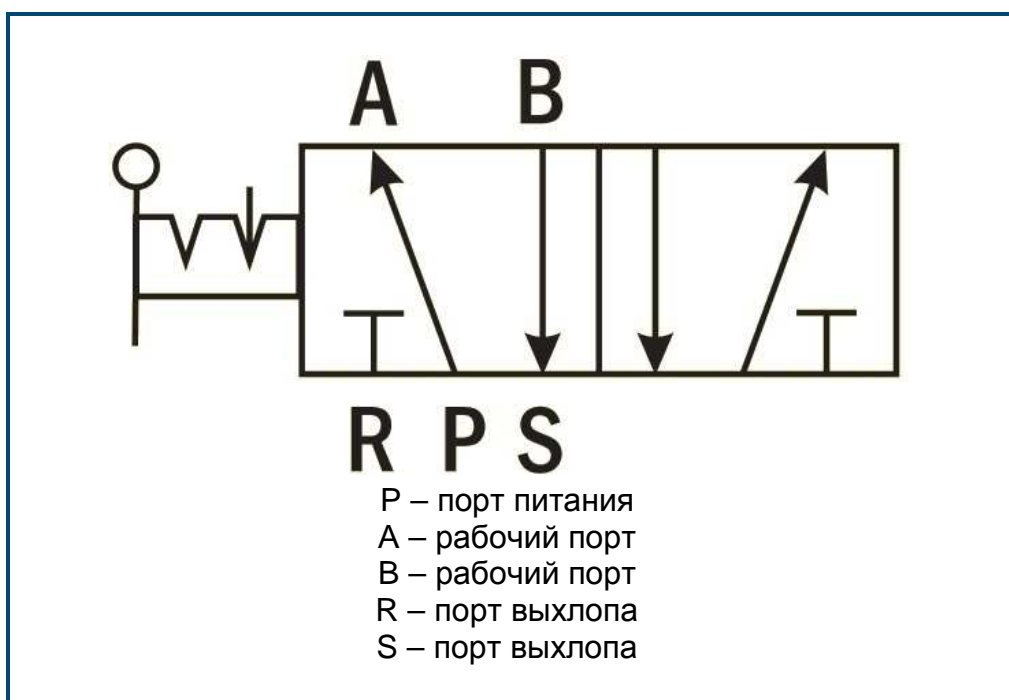 A B
R P S
P – порт питания
A – рабочий порт
B – рабочий порт
R – порт выхлопа
S – порт выхлопа